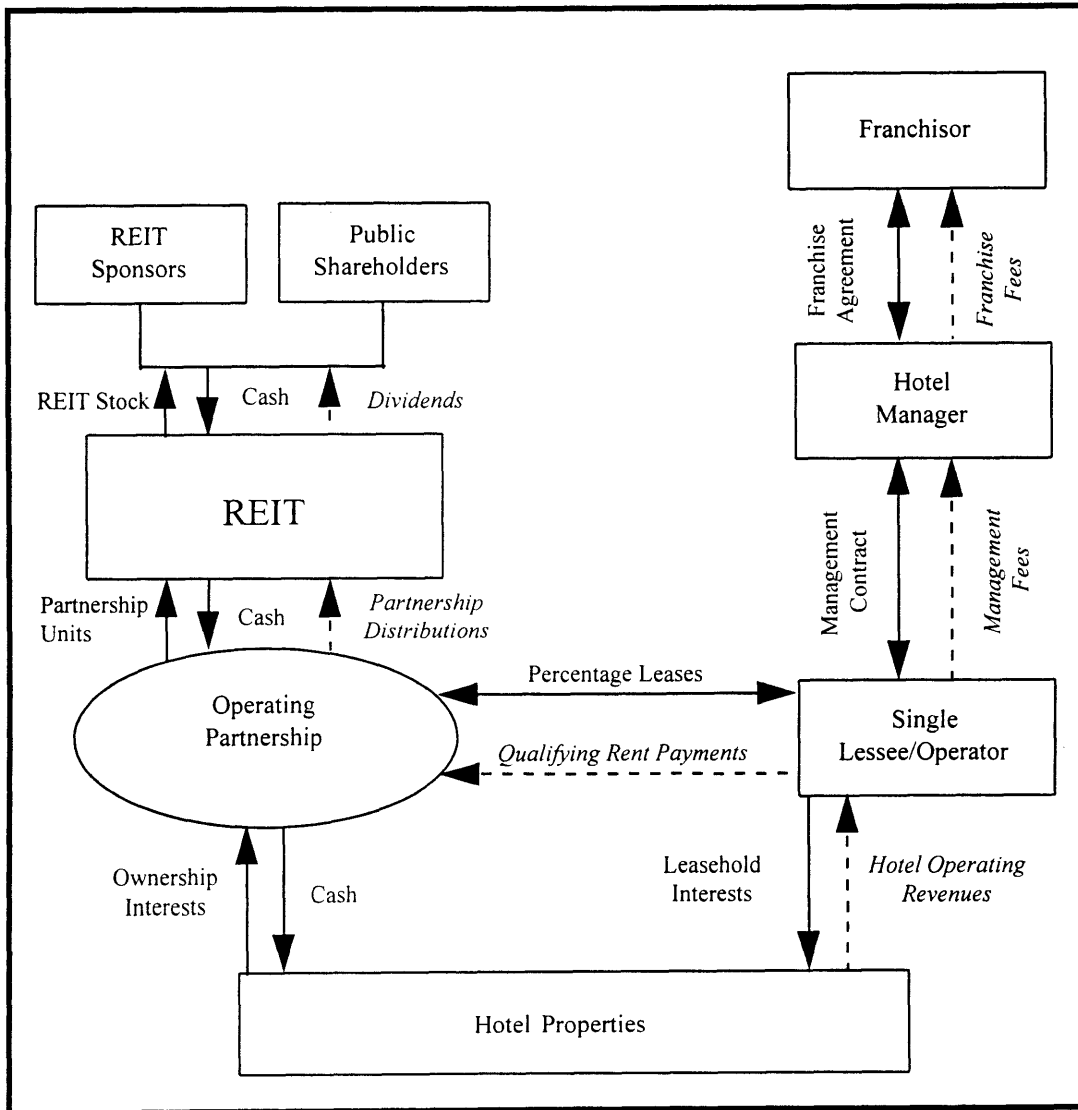 Franchisor
REIT
Sponsors
Public
Shareholders
Franchise
Agreement
Franchise
Fees
REIT Stock
Cash
Dividends
Hotel
Manager
REIT
Management
Contract
Management
Fees
Partnership
Units
Cash
Partnership
Distributions
Operating
Partnership
Percentage Leases
Qualifying Rent Payments
Single
Lessee/Operator
Ownership
Interests
Cash
Leasehold
Interests
Hotel Operating
Revenues
Hotel Properties